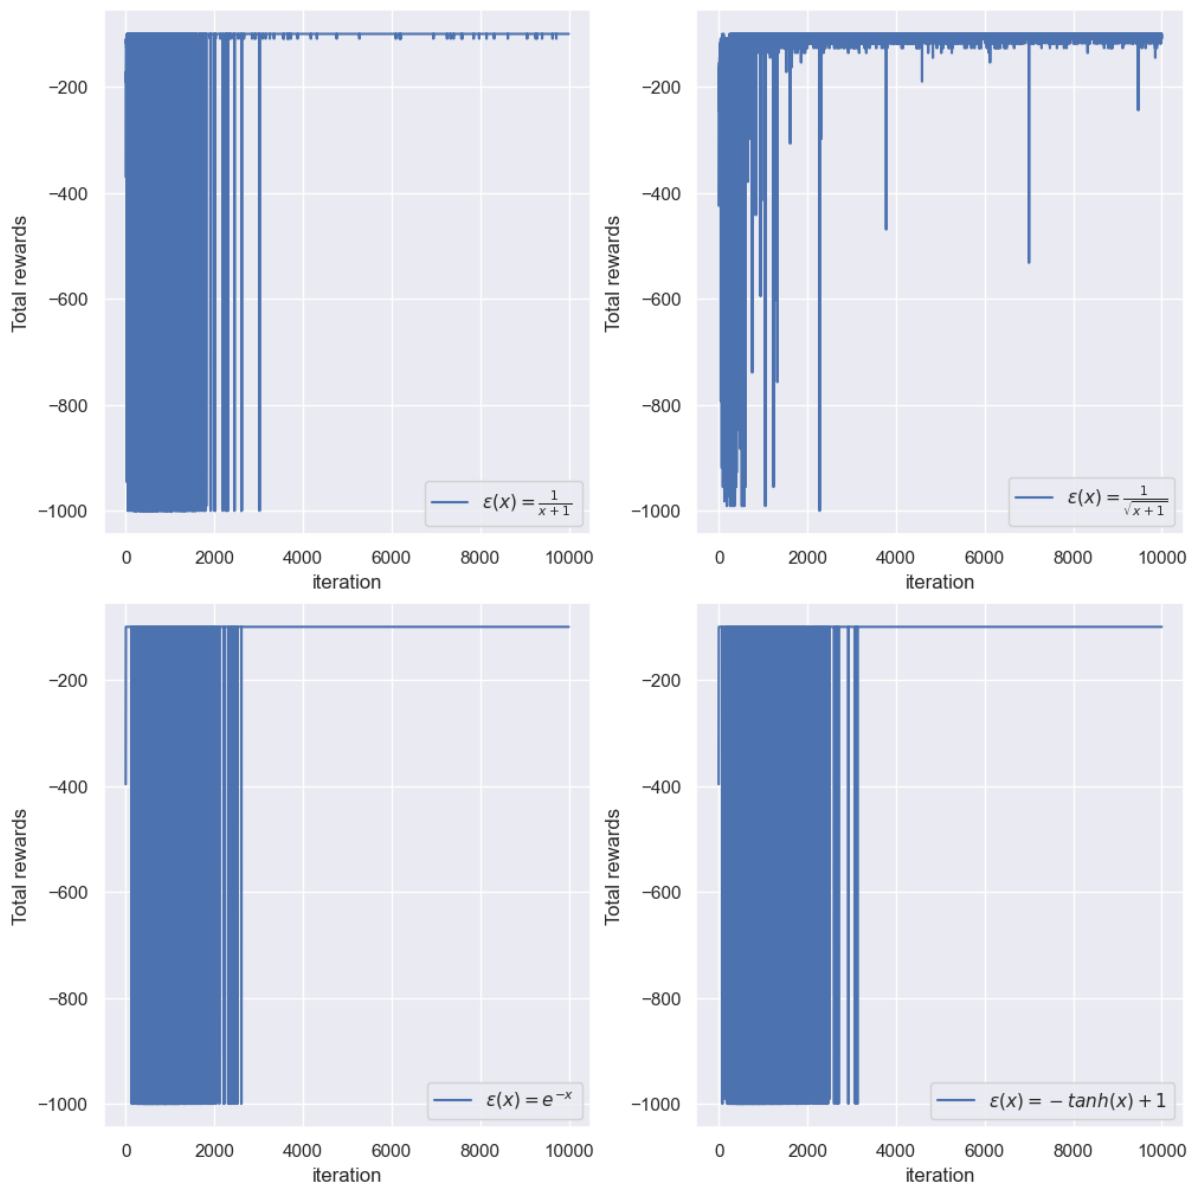 −200
−400
−600
−800
−1000
Total rewards
ε(x) = 1/(x + 1)
0 2000 4000 6000 8000 10000
iteration
−200
−400
−600
−800
−1000
Total rewards
ε(x) = 1/√(x + 1)
0 2000 4000 6000 8000 10000
iteration
−200
−400
−600
−800
−1000
Total rewards
ε(x) = e^{−x}
0 2000 4000 6000 8000 10000
iteration
−200
−400
−600
−800
−1000
Total rewards
ε(x) = − tanh(x) + 1
0 2000 4000 6000 8000 10000
iteration